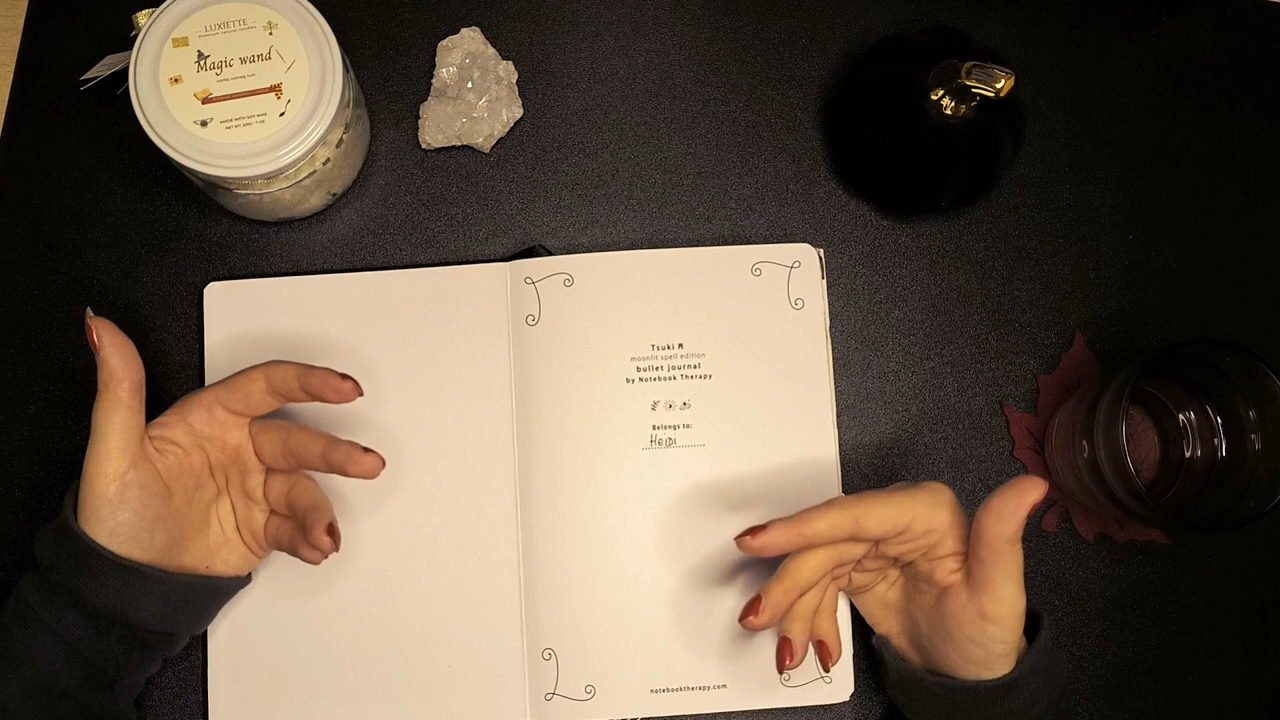 LUXIETTE
Premium natural candles
Magic wand
MADE WITH SOY WAX
Tsuki 月
moonlit spell edition
bullet journal
by Notebook Therapy
Belongs to:
Heidi
notebooktherapy.com